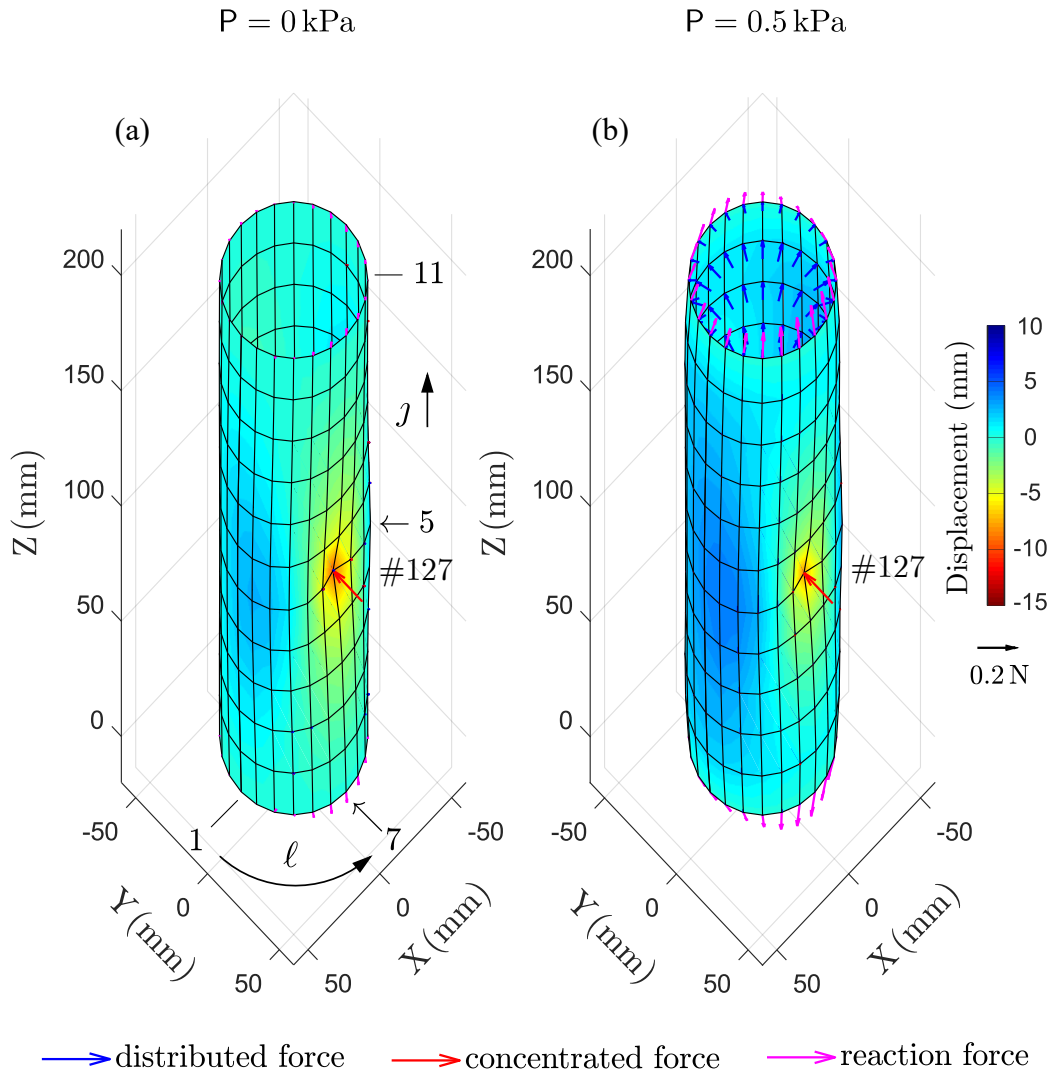 P = 0 kPa
P = 0.5 kPa
(a)
(b)
200
150
100
50
0
Z (mm)
11
J
5
#127
1
ℓ
7
-50
0
50
Y (mm)
-50
0
50
X (mm)
200
150
100
50
0
Z (mm)
#127
-50
0
50
Y (mm)
-50
0
50
X (mm)
10
5
0
-5
-10
-15
Displacement (mm)
0.2 N
distributed force
concentrated force
reaction force